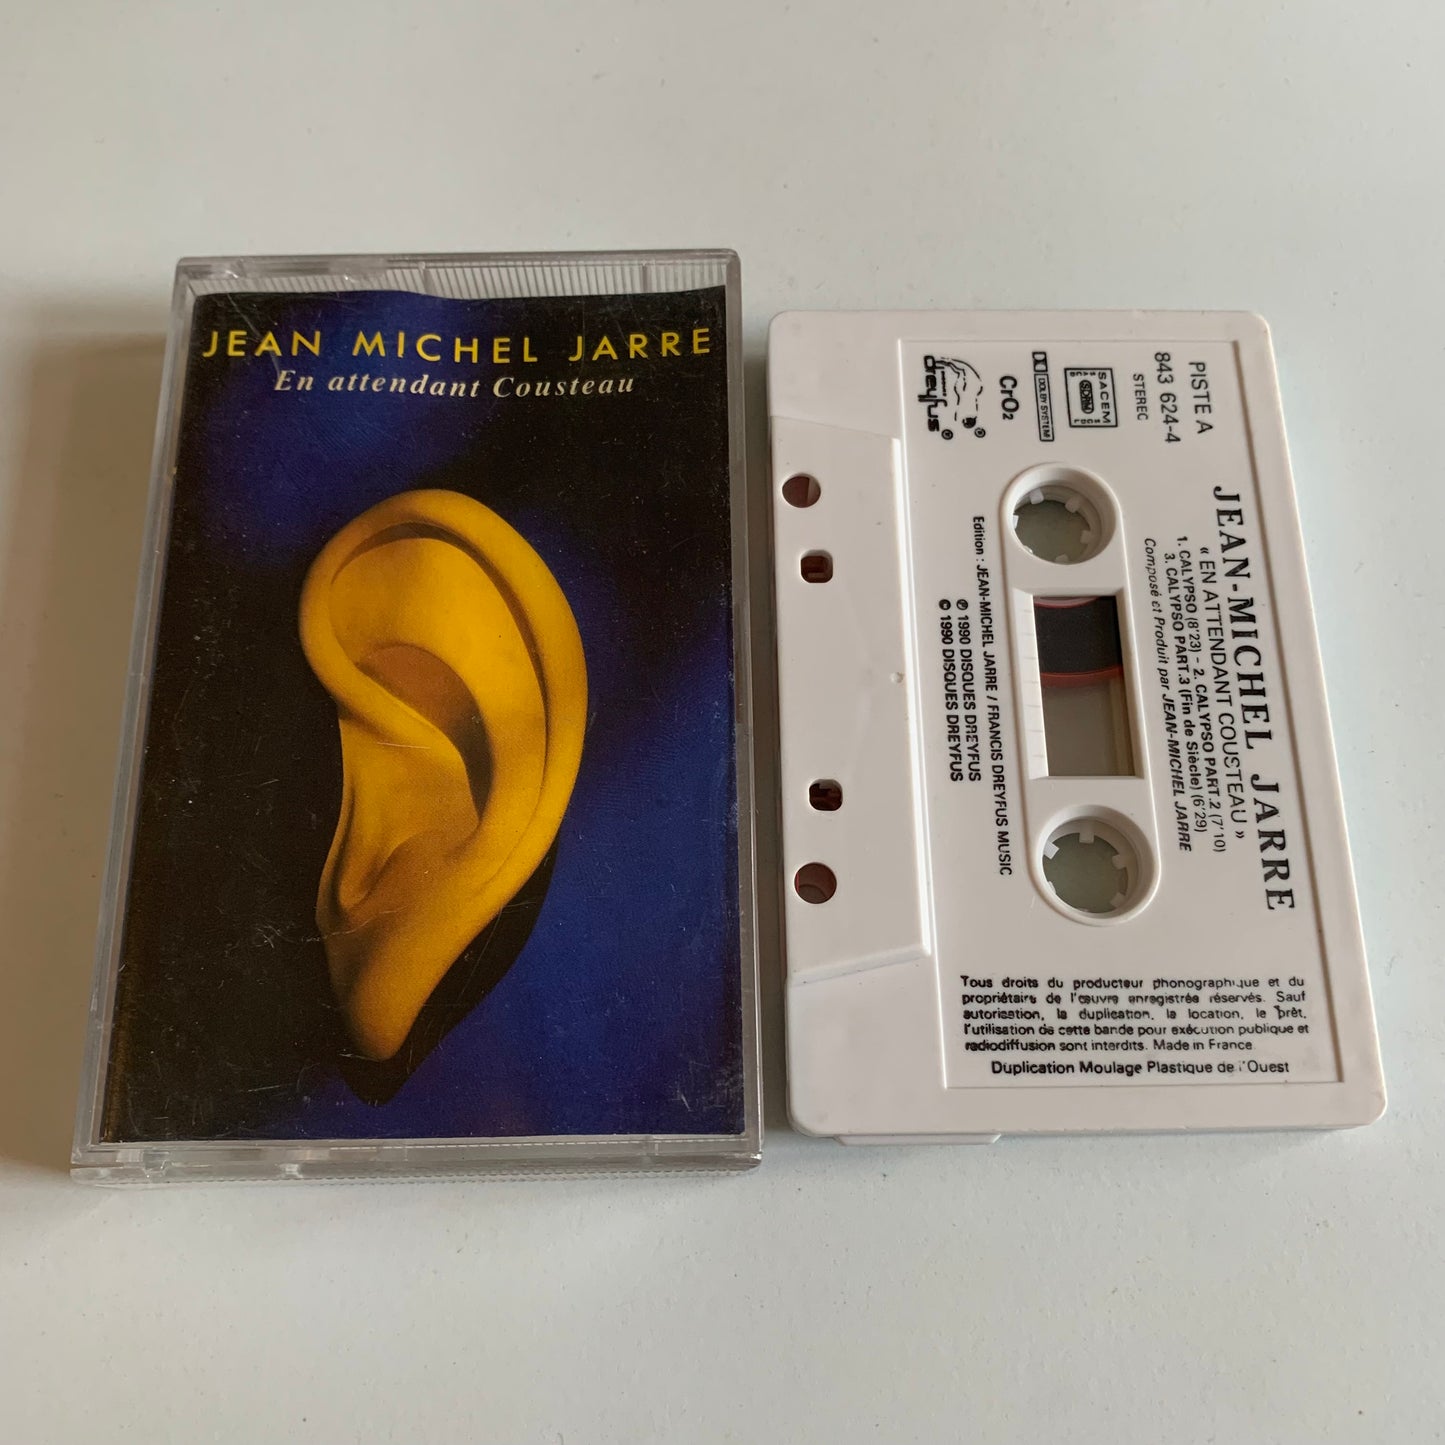 JEAN MICHEL JARRE
En attendant Cousteau
PISTE A
843 624-4
STEREC
SACEM
SDRM
DOLBY SYSTEM
CrO2
dreyfus
JEAN-MICHEL JARRE
« EN ATTENDANT COUSTEAU »
1. CALYPSO (8'23) - 2. CALYPSO PART.2 (7'10)
3. CALYPSO PART.3 (Fin de Siècle) (6'29)
Composé et Produit par JEAN-MICHEL JARRE
Edition : JEAN-MICHEL JARRE / FRANCIS DREYFUS MUSIC
℗ 1990 DISQUES DREYFUS
© 1990 DISQUES DREYFUS
Tous droits du producteur phonographique et du
propriétaire de l'œuvre enregistrée réservés. Sauf
autorisation, la duplication, la location, le prêt,
l'utilisation de cette bande pour exécution publique et
radiodiffusion sont interdits. Made in France
Duplication Moulage Plastique de l'Ouest